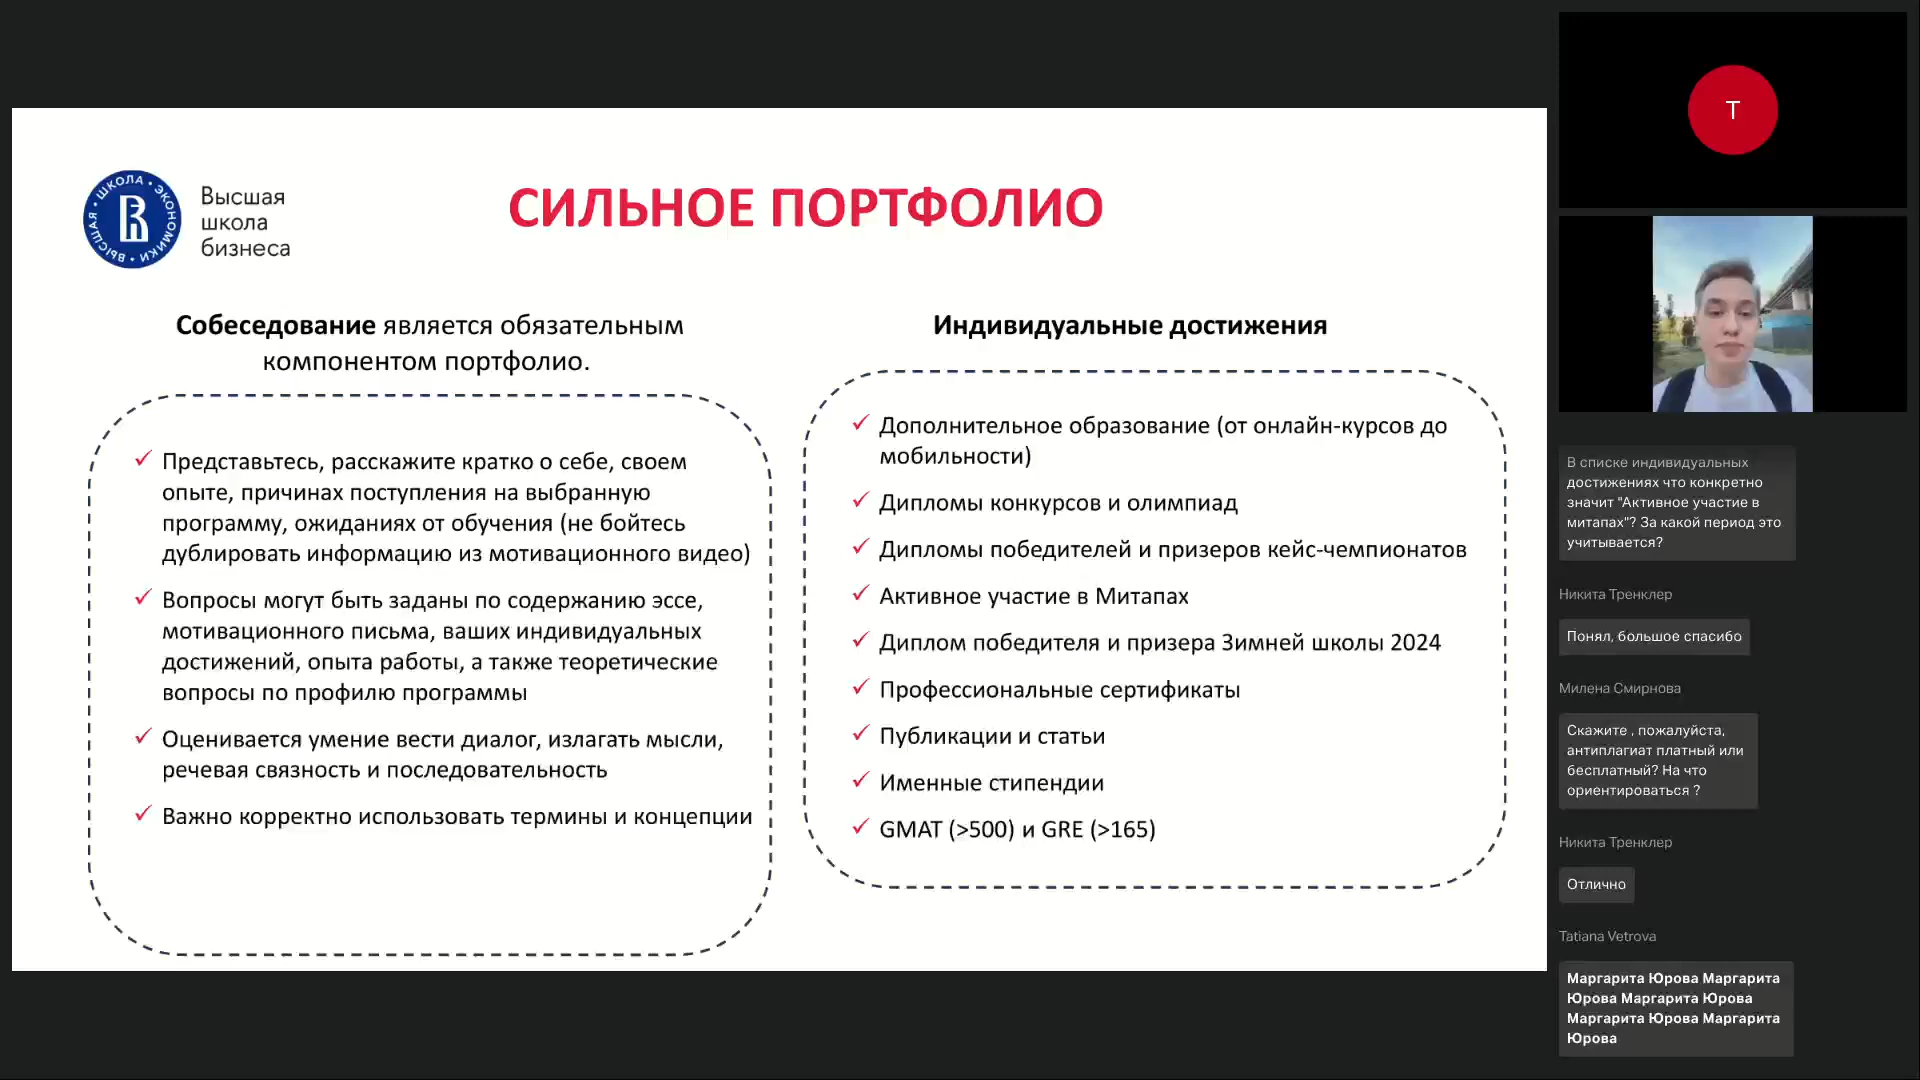 ВЫСШАЯ • ШКОЛА • ЭКОНОМИКИ •
Высшая
школа
бизнеса
СИЛЬНОЕ ПОРТФОЛИО
Собеседование является обязательным
компонентом портфолио.
✓ Представьтесь, расскажите кратко о себе, своем
опыте, причинах поступления на выбранную
программу, ожиданиях от обучения (не бойтесь
дублировать информацию из мотивационного видео)
✓ Вопросы могут быть заданы по содержанию эссе,
мотивационного письма, ваших индивидуальных
достижений, опыта работы, а также теоретические
вопросы по профилю программы
✓ Оценивается умение вести диалог, излагать мысли,
речевая связность и последовательность
✓ Важно корректно использовать термины и концепции
Индивидуальные достижения
✓ Дополнительное образование (от онлайн-курсов до
мобильности)
✓ Дипломы конкурсов и олимпиад
✓ Дипломы победителей и призеров кейс-чемпионатов
✓ Активное участие в Митапах
✓ Диплом победителя и призера Зимней школы 2024
✓ Профессиональные сертификаты
✓ Публикации и статьи
✓ Именные стипендии
✓ GMAT (>500) и GRE (>165)
Т
В списке индивидуальных
достижениях что конкретно
значит "Активное участие в
митапах"? За какой период это
учитывается?
Никита Тренклер
Понял, большое спасибо
Милена Смирнова
Скажите , пожалуйста,
антиплагиат платный или
бесплатный? На что
ориентироваться ?
Никита Тренклер
Отлично
Tatiana Vetrova
Маргарита Юрова Маргарита
Юрова Маргарита Юрова
Маргарита Юрова Маргарита
Юрова